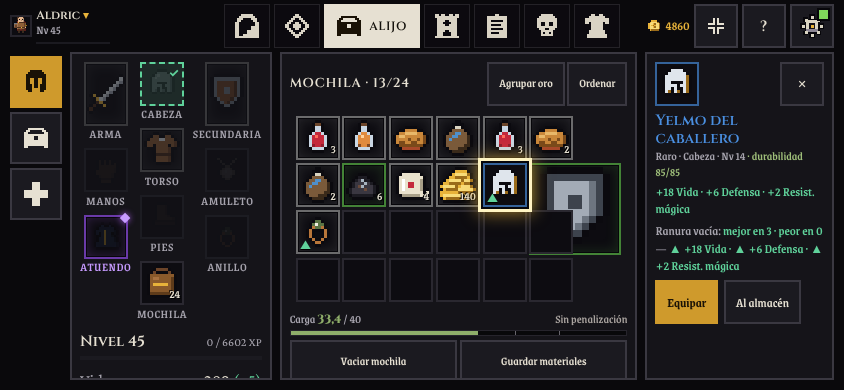 ALDRIC ▾
Nv 45
ALIJO
4860
?
ARMA
CABEZA
SECUNDARIA
MANOS
TORSO
AMULETO
ATUENDO
PIES
ANILLO
24
MOCHILA
NIVEL 45
0 / 6602 XP
MOCHILA · 13/24
Agrupar oro
Ordenar
3
2
3
2
2
6
4
140
Carga 33,4 / 40
Sin penalización
Vaciar mochila
Guardar materiales
×
YELMO DEL
CABALLERO
Raro · Cabeza · Nv 14 · durabilidad
85/85
+18 Vida · +6 Defensa · +2 Resist.
mágica
Ranura vacía: mejor en 3 · peor en 0
— ▲ +18 Vida · ▲ +6 Defensa · ▲
+2 Resist. mágica
Equipar
Al almacén